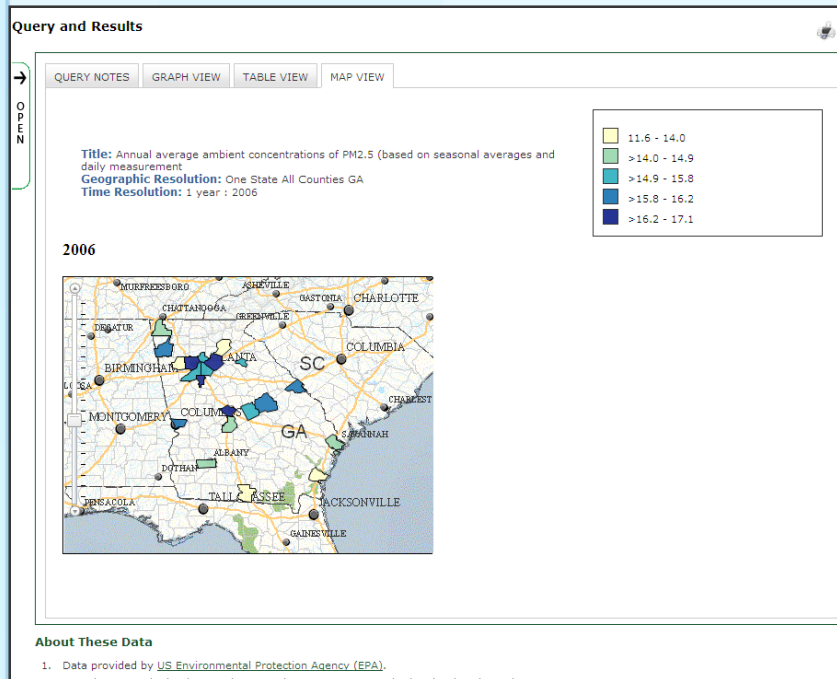 Query and Results
OPEN
QUERY NOTES
GRAPH VIEW
TABLE VIEW
MAP VIEW
Title: Annual average ambient concentrations of PM2.5 (based on seasonal averages and
daily measurement
Geographic Resolution: One State All Counties GA
Time Resolution: 1 year : 2006
11.6 - 14.0
>14.0 - 14.9
>14.9 - 15.8
>15.8 - 16.2
>16.2 - 17.1
2006
MURFREESBORO
ASHEVILLE
GASTONIA
CHARLOTTE
CHATTANOOGA
GREENVILLE
DECATUR
COLUMBIA
BIRMINGHAM
SC
MONTGOMERY
GA
SAVANNAH
ALBANY
DOTHAN
PENSACOLA
JACKSONVILLE
GAINESVILLE
About These Data
1. Data provided by US Environmental Protection Agency (EPA).